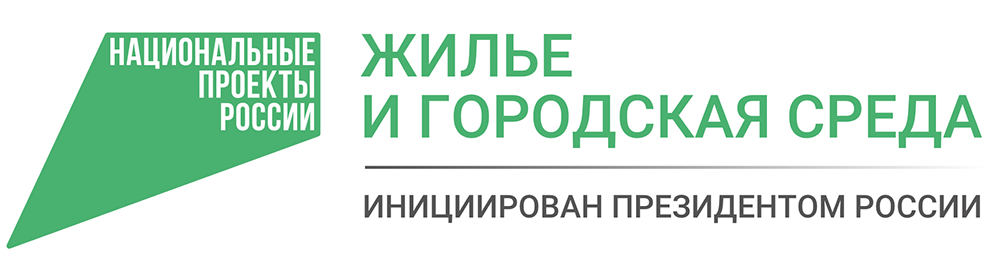 НАЦИОНАЛЬНЫЕ
ПРОЕКТЫ
РОССИИ
ЖИЛЬЕ
И ГОРОДСКАЯ СРЕДА
ИНИЦИИРОВАН ПРЕЗИДЕНТОМ РОССИИ